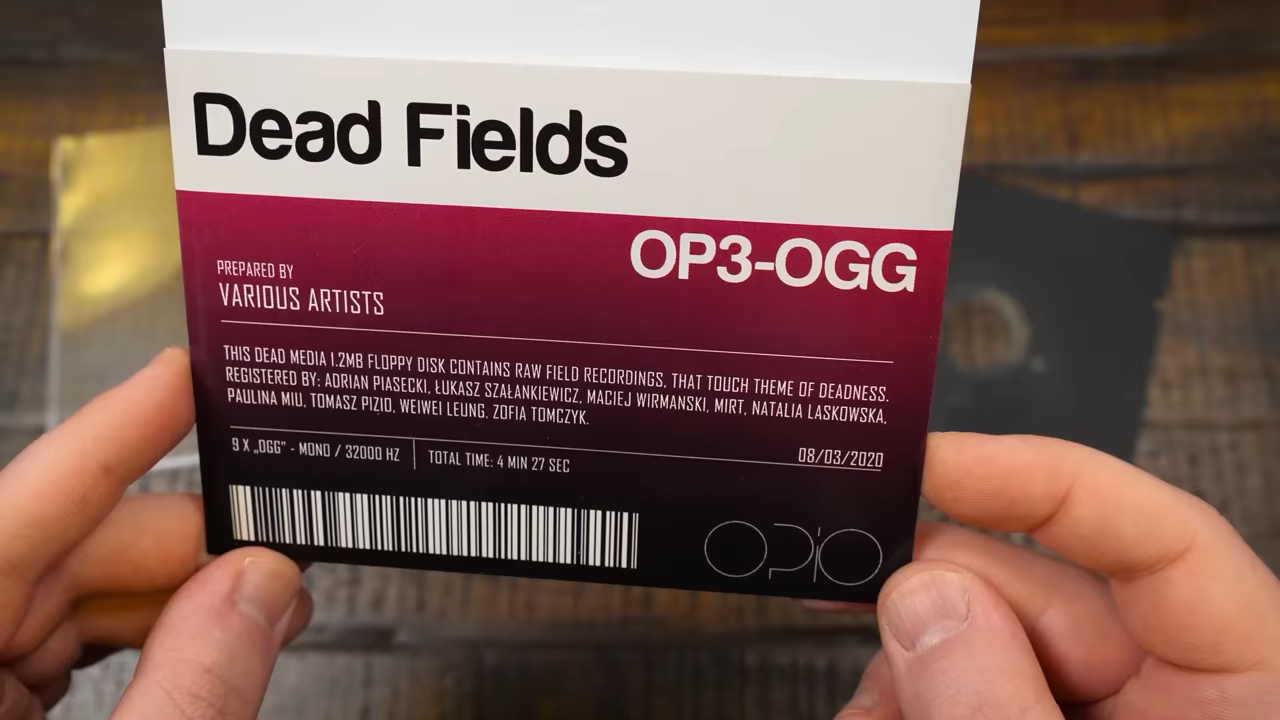 Dead Fields
OP3-OGG
PREPARED BY
VARIOUS ARTISTS
THIS DEAD MEDIA 1.2MB FLOPPY DISK CONTAINS RAW FIELD RECORDINGS, THAT TOUCH THEME OF DEADNESS.
REGISTERED BY: ADRIAN PIASECKI, ŁUKASZ SZAŁANKIEWICZ, MACIEJ WIRMANSKI, MIRT, NATALIA LASKOWSKA,
PAULINA MIU, TOMASZ PIZIO, WEIWEI LEUNG, ZOFIA TOMCZYK.
9 X „OGG” - MONO / 32000 HZ
TOTAL TIME: 4 MIN 27 SEC
08/03/2020
OPiO